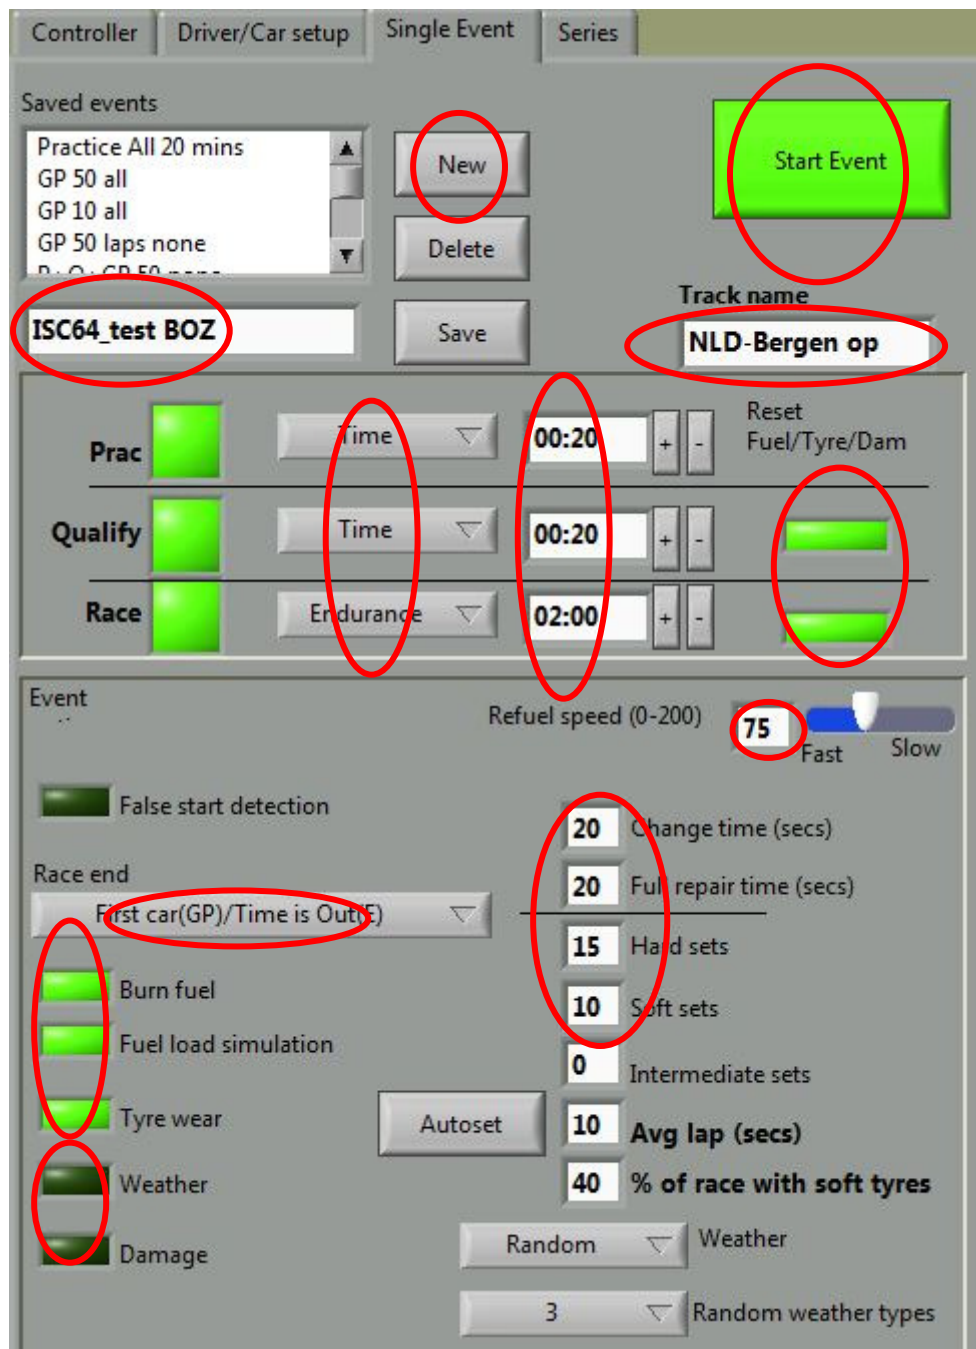 Controller Driver/Car setup Single Event Series
Saved events
Practice All 20 mins
GP 50 all
GP 10 all
GP 50 laps none
New
Delete
Save
Start Event
ISC64_test BOZ
Track name
NLD-Bergen op
Reset
Fuel/Tyre/Dam
Prac Time 00:20 + -
Qualify Time 00:20 + -
Race Endurance 02:00 + -
Event
Refuel speed (0-200) 75
Fast Slow
False start detection
20 Change time (secs)
Race end
20 Full repair time (secs)
First car(GP)/Time is Out(E)
15 Hard sets
Burn fuel
10 Soft sets
Fuel load simulation
0 Intermediate sets
Tyre wear
Autoset
10 Avg lap (secs)
Weather
40 % of race with soft tyres
Damage
Random Weather
3 Random weather types